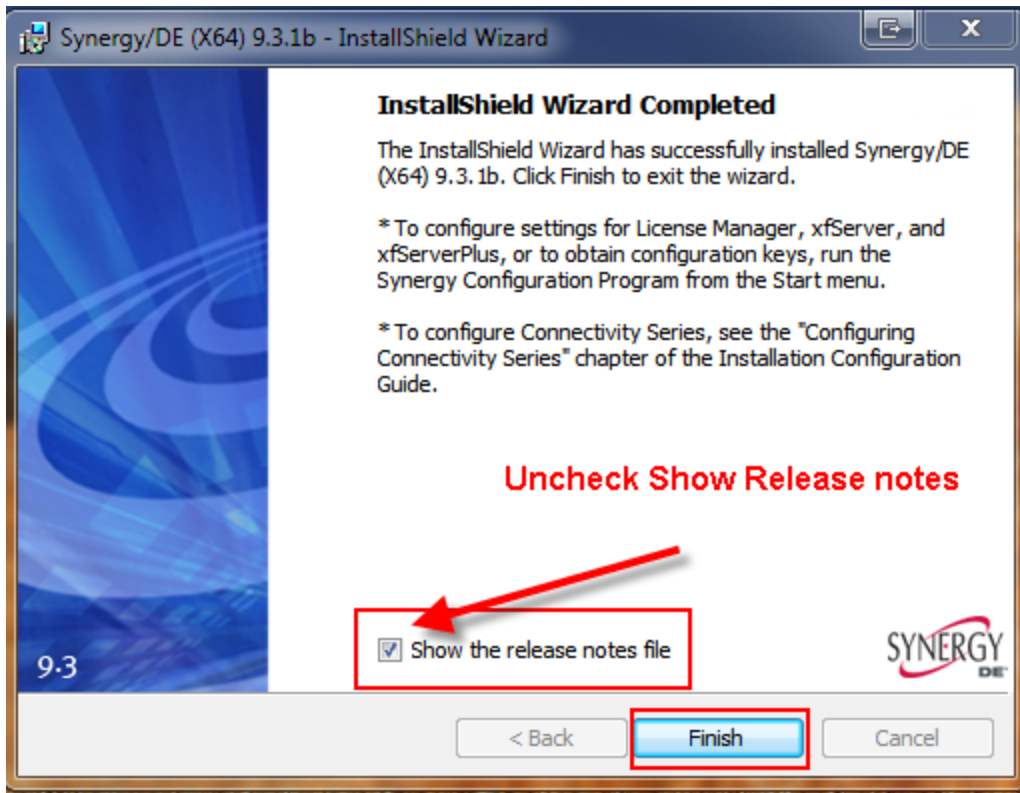 Synergy/DE (X64) 9.3.1b - InstallShield Wizard
InstallShield Wizard Completed
The InstallShield Wizard has successfully installed Synergy/DE
(X64) 9.3.1b. Click Finish to exit the wizard.
* To configure settings for License Manager, xfServer, and
xfServerPlus, or to obtain configuration keys, run the
Synergy Configuration Program from the Start menu.
* To configure Connectivity Series, see the "Configuring
Connectivity Series" chapter of the Installation Configuration
Guide.
Uncheck Show Release notes
Show the release notes file
9.3
SYNERGY
DE
< Back
Finish
Cancel